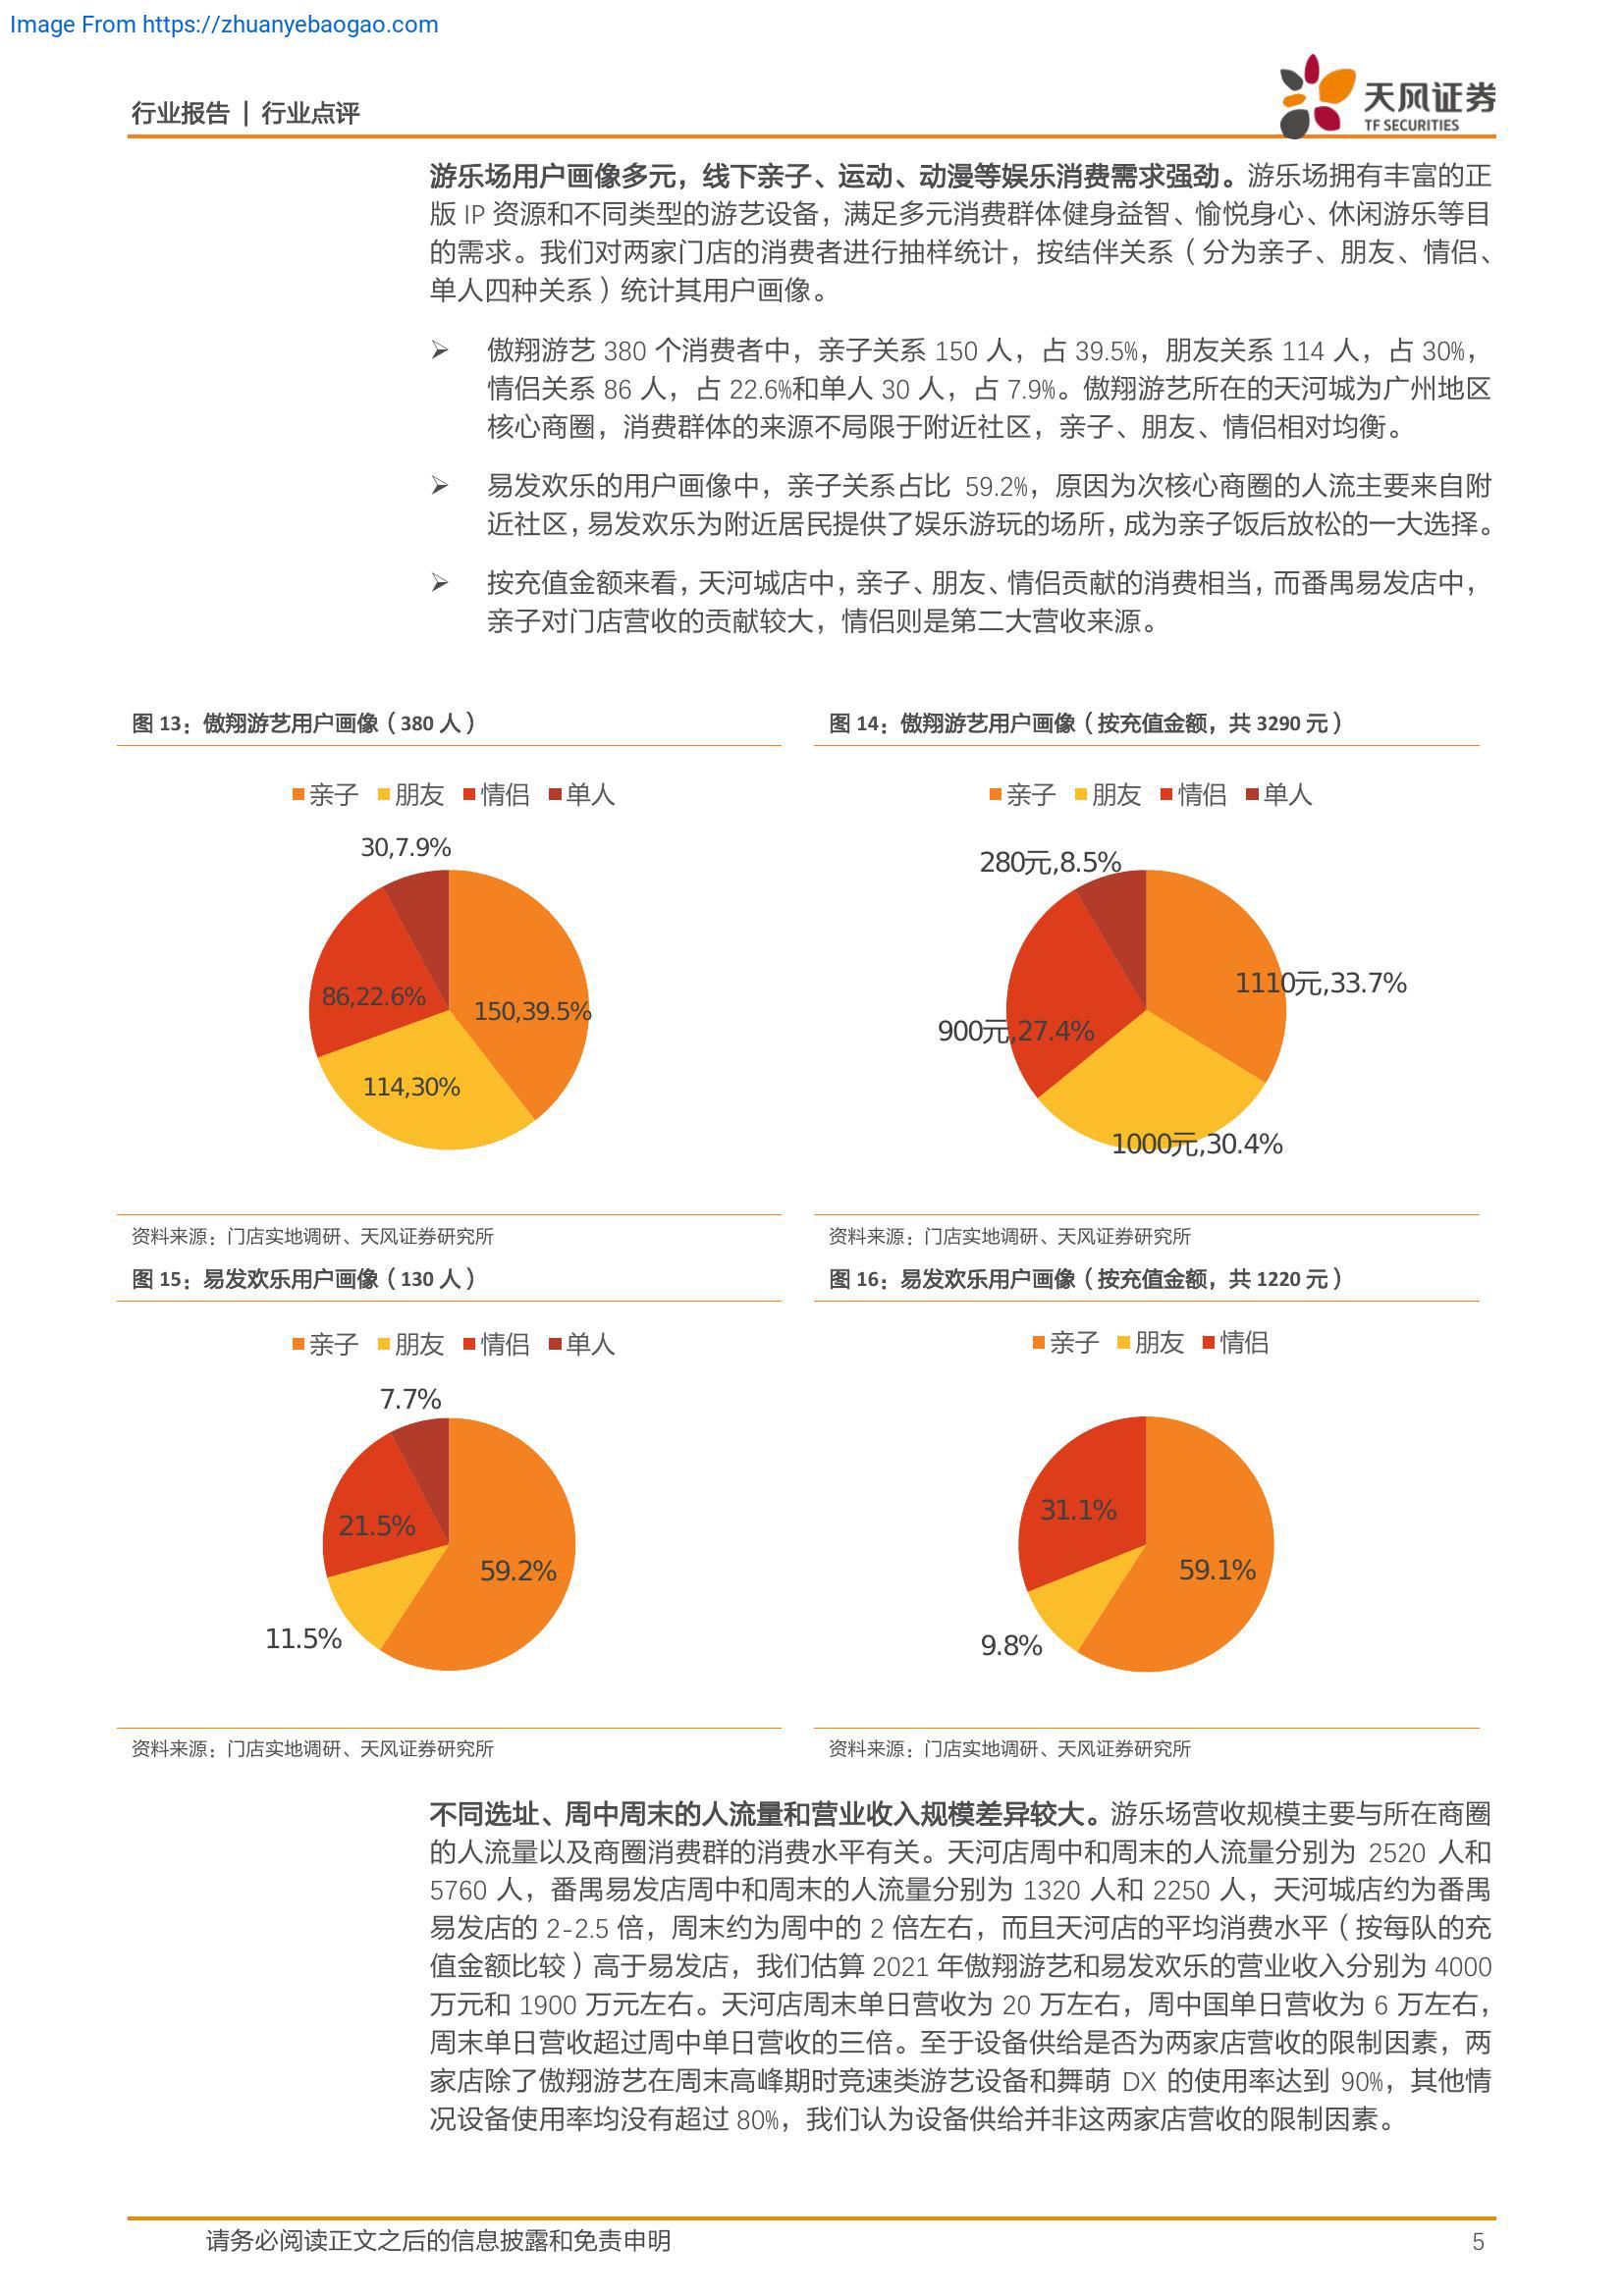 Image From https://zhuanyebaogao.com
行业报告 | 行业点评
天风证券
TF SECURITIES
游乐场用户画像多元，线下亲子、运动、动漫等娱乐消费需求强劲。游乐场拥有丰富的正
版 IP 资源和不同类型的游艺设备，满足多元消费群体健身益智、愉悦身心、休闲游乐等目
的需求。我们对两家门店的消费者进行抽样统计，按结伴关系（分为亲子、朋友、情侣、
单人四种关系）统计其用户画像。
➢ 傲翔游艺 380 个消费者中，亲子关系 150 人，占 39.5%，朋友关系 114 人，占 30%，
情侣关系 86 人，占 22.6%和单人 30 人，占 7.9%。傲翔游艺所在的天河城为广州地区
核心商圈，消费群体的来源不局限于附近社区，亲子、朋友、情侣相对均衡。
➢ 易发欢乐的用户画像中，亲子关系占比 59.2%，原因为次核心商圈的人流主要来自附
近社区，易发欢乐为附近居民提供了娱乐游玩的场所，成为亲子饭后放松的一大选择。
➢ 按充值金额来看，天河城店中，亲子、朋友、情侣贡献的消费相当，而番禺易发店中，
亲子对门店营收的贡献较大，情侣则是第二大营收来源。
图 13：傲翔游艺用户画像（380 人）
亲子 朋友 情侣 单人
30,7.9%
86,22.6%
150,39.5%
114,30%
资料来源：门店实地调研、天风证券研究所
图 14：傲翔游艺用户画像（按充值金额，共 3290 元）
亲子 朋友 情侣 单人
280元,8.5%
1110元,33.7%
900元,27.4%
1000元,30.4%
资料来源：门店实地调研、天风证券研究所
图 15：易发欢乐用户画像（130 人）
亲子 朋友 情侣 单人
7.7%
21.5%
59.2%
11.5%
资料来源：门店实地调研、天风证券研究所
图 16：易发欢乐用户画像（按充值金额，共 1220 元）
亲子 朋友 情侣
31.1%
59.1%
9.8%
资料来源：门店实地调研、天风证券研究所
不同选址、周中周末的人流量和营业收入规模差异较大。游乐场营收规模主要与所在商圈
的人流量以及商圈消费群的消费水平有关。天河店周中和周末的人流量分别为 2520 人和
5760 人，番禺易发店周中和周末的人流量分别为 1320 人和 2250 人，天河城店约为番禺
易发店的 2-2.5 倍，周末约为周中的 2 倍左右，而且天河店的平均消费水平（按每队的充
值金额比较）高于易发店，我们估算 2021 年傲翔游艺和易发欢乐的营业收入分别为 4000
万元和 1900 万元左右。天河店周末单日营收为 20 万左右，周中国单日营收为 6 万左右，
周末单日营收超过周中单日营收的三倍。至于设备供给是否为两家店营收的限制因素，两
家店除了傲翔游艺在周末高峰期时竞速类游艺设备和舞萌 DX 的使用率达到 90%，其他情
况设备使用率均没有超过 80%，我们认为设备供给并非这两家店营收的限制因素。
请务必阅读正文之后的信息披露和免责申明
5